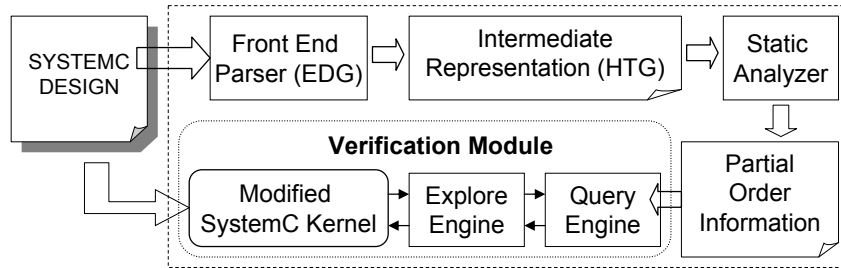 SYSTEMC
DESIGN
Front End
Parser (EDG)
Intermediate
Representation (HTG)
Static
Analyzer
Verification Module
Modified
SystemC Kernel
Explore
Engine
Query
Engine
Partial
Order
Information